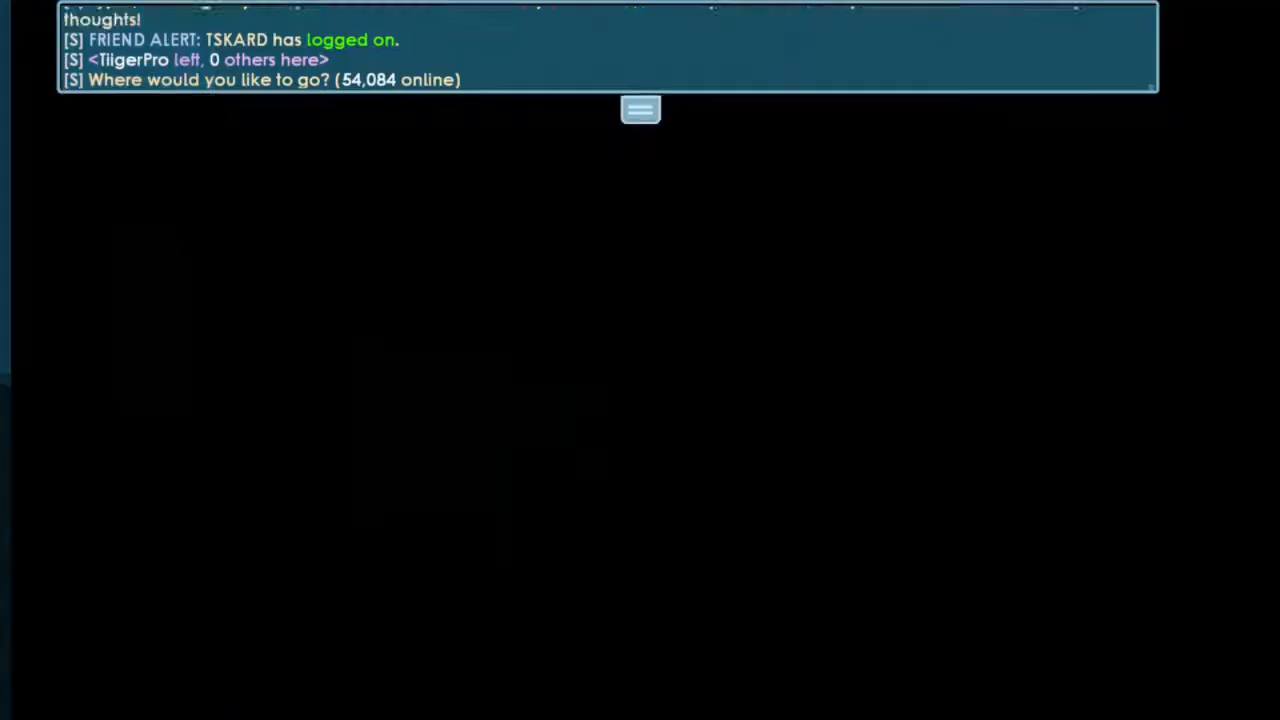 thoughts!
[S] FRIEND ALERT: TSKARD has logged on.
[S] <TiigerPro left, 0 others here>
[S] Where would you like to go? (54,084 online)